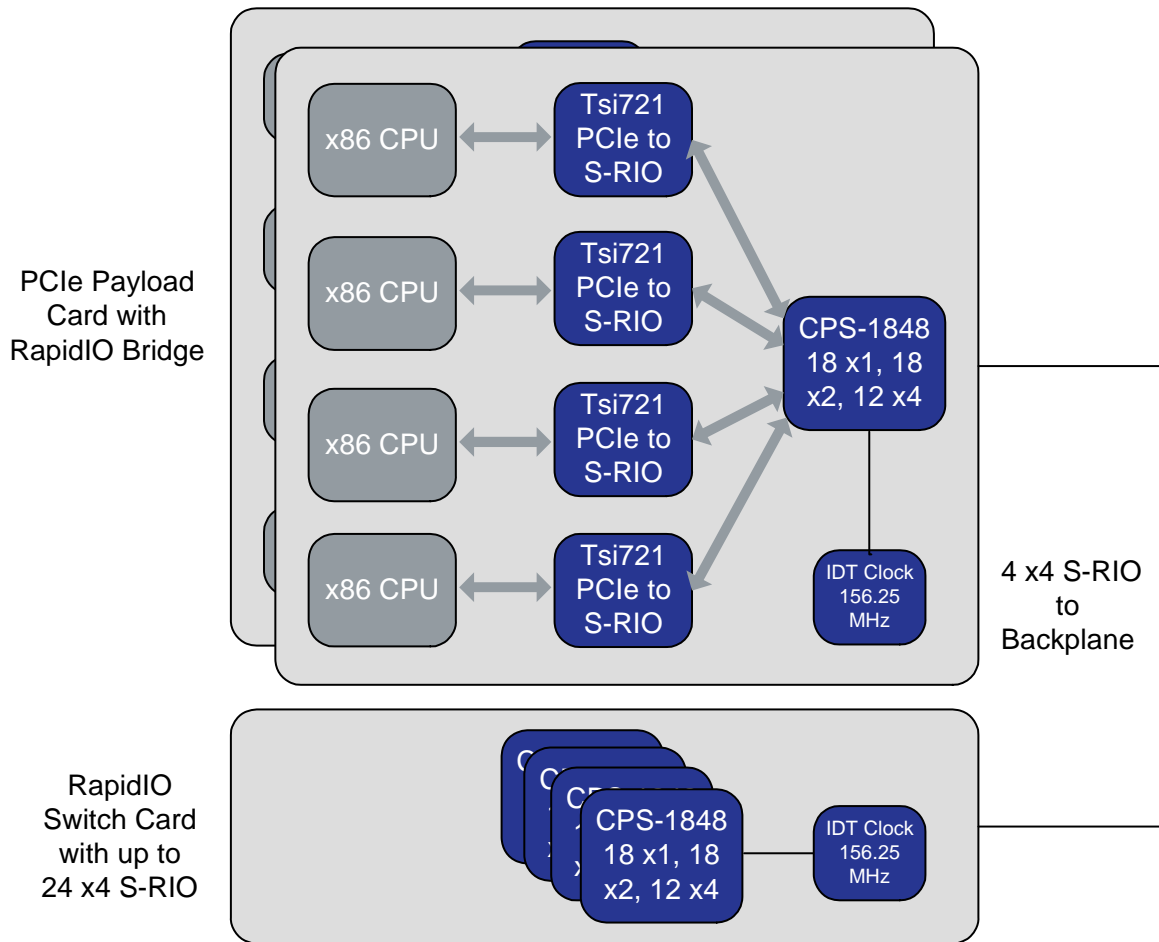 x86 CPU
Tsi721
PCIe to
S-RIO
x86 CPU
Tsi721
PCIe to
S-RIO
PCIe Payload
Card with
RapidIO Bridge
CPS-1848
18 x1, 18
x2, 12 x4
x86 CPU
Tsi721
PCIe to
S-RIO
x86 CPU
Tsi721
PCIe to
S-RIO
IDT Clock
156.25
MHz
4 x4 S-RIO
to
Backplane
RapidIO
Switch Card
with up to
24 x4 S-RIO
CPS-1848
18 x1, 18
x2, 12 x4
IDT Clock
156.25
MHz